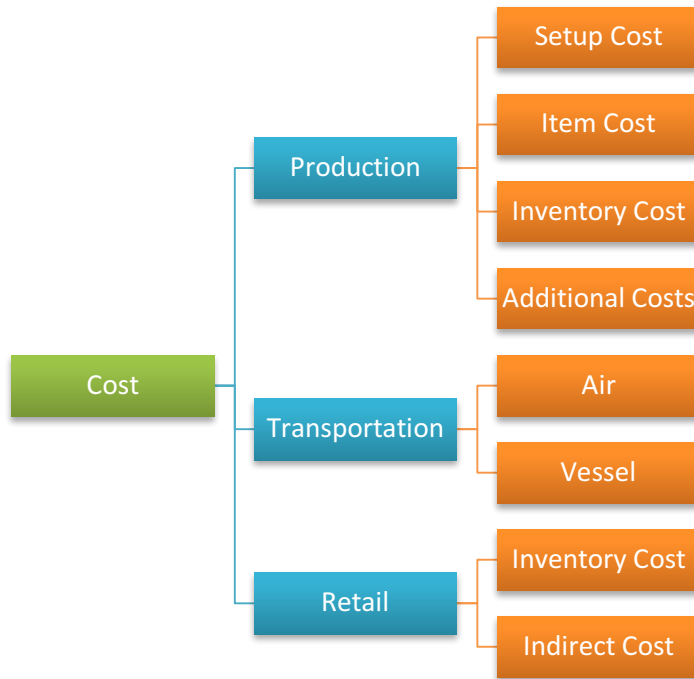 Cost
Production
Setup Cost
Item Cost
Inventory Cost
Additional Costs
Transportation
Air
Vessel
Retail
Inventory Cost
Indirect Cost